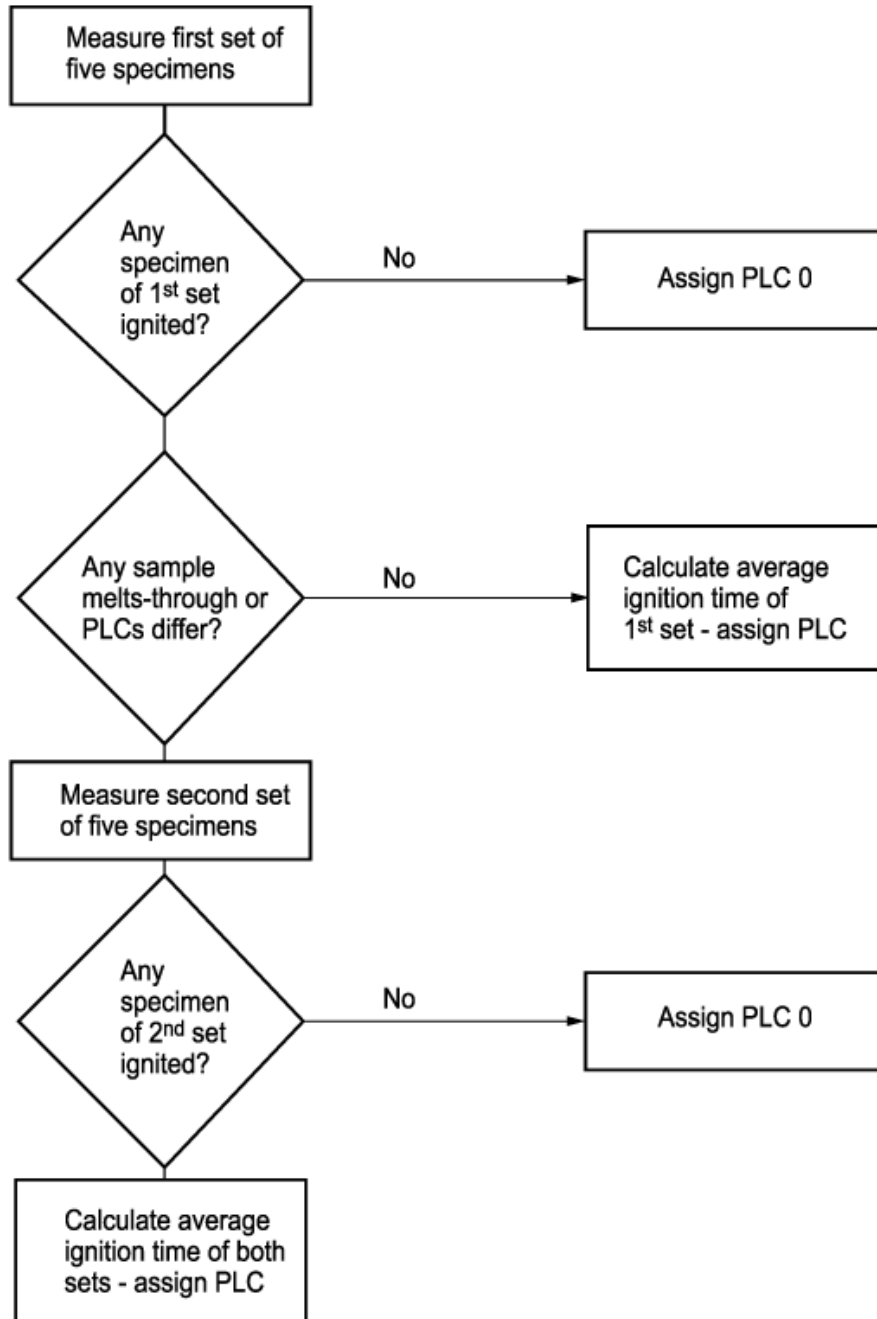 Measure first set of
five specimens
Any
specimen
of 1st set
ignited?
No
Assign PLC 0
Any sample
melts-through or
PLCs differ?
No
Calculate average
ignition time of
1st set - assign PLC
Measure second set
of five specimens
Any
specimen
of 2nd set
ignited?
No
Assign PLC 0
Calculate average
ignition time of both
sets - assign PLC